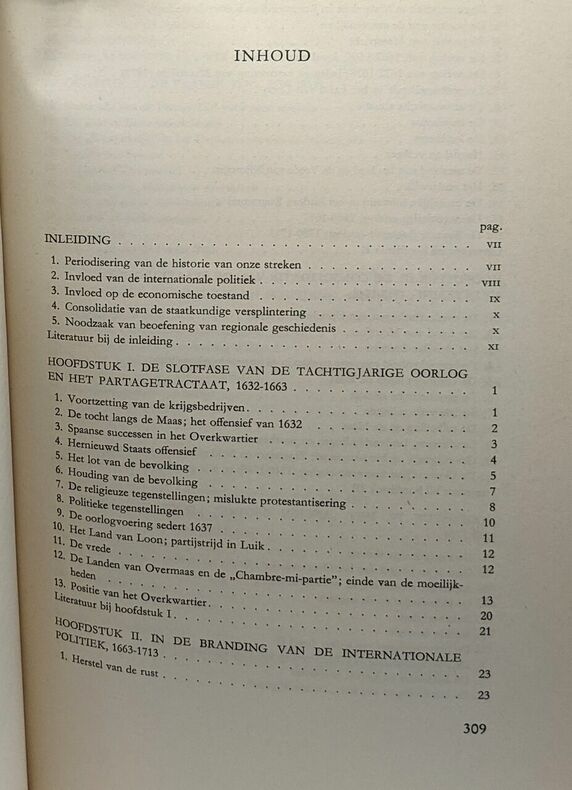 INHOUD
pag.
INLEIDING . . . . . . . . . . . . . . . . . . . . . . . . VII
1. Periodisering van de historie van onze streken . . . . . . . . . . VII
2. Invloed van de internationale politiek . . . . . . . . . . . . . VIII
3. Invloed op de economische toestand . . . . . . . . . . . . . IX
4. Consolidatie van de staatkundige versplintering . . . . . . . . . X
5. Noodzaak van beoefening van regionale geschiedenis . . . . . . . X
Literatuur bij de inleiding . . . . . . . . . . . . . . . . . . XI
HOOFDSTUK I. DE SLOTFASE VAN DE TACHTIGJARIGE OORLOG
EN HET PARTAGETRACTAAT, 1632-1663 . . . . . . . . . . . . 1
1. Voortzetting van de krijgsbedrijven . . . . . . . . . . . . . . 1
2. De tocht langs de Maas; het offensief van 1632 . . . . . . . . . 2
3. Spaanse successen in het Overkwartier . . . . . . . . . . . . 3
4. Hernieuwd Staats offensief . . . . . . . . . . . . . . . . . 4
5. Het lot van de bevolking . . . . . . . . . . . . . . . . . . 5
6. Houding van de bevolking . . . . . . . . . . . . . . . . . 7
7. De religieuze tegenstellingen; mislukte protestantisering . . . . . . 8
8. Politieke tegenstellingen . . . . . . . . . . . . . . . . . . 10
9. De oorlogvoering sedert 1637 . . . . . . . . . . . . . . . . 11
10. Het Land van Loon; partijstrijd in Luik . . . . . . . . . . . . 12
11. De vrede . . . . . . . . . . . . . . . . . . . . . . . . 12
12. De Landen van Overmaas en de „Chambre-mi-partie”; einde van de moeilijk-
heden . . . . . . . . . . . . . . . . . . . . . . . . . 13
13. Positie van het Overkwartier . . . . . . . . . . . . . . . . 20
Literatuur bij hoofdstuk I . . . . . . . . . . . . . . . . . . 21
HOOFDSTUK II. IN DE BRANDING VAN DE INTERNATIONALE
POLITIEK, 1663-1713 . . . . . . . . . . . . . . . . . . . 23
1. Herstel van de rust . . . . . . . . . . . . . . . . . . . . 23
309